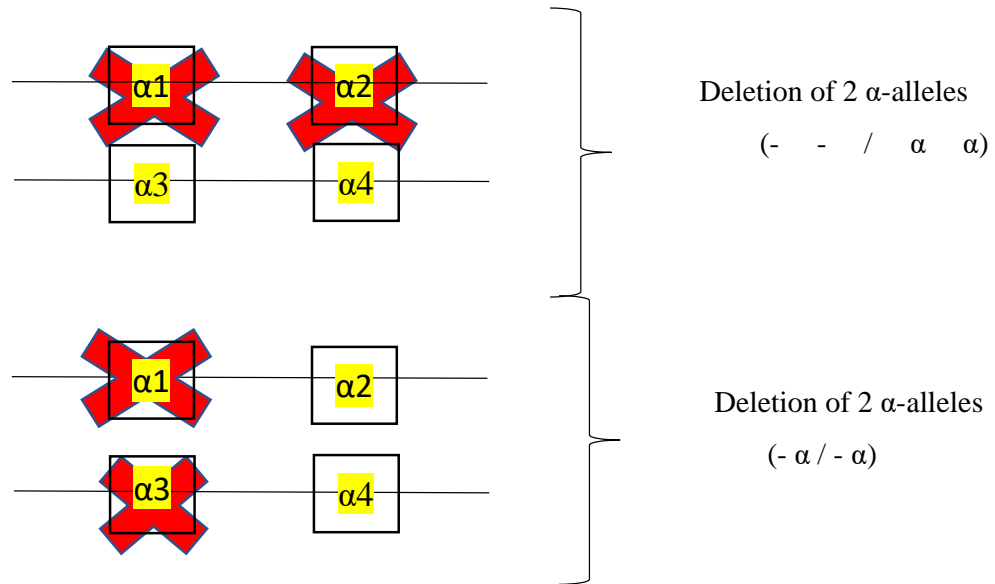 α1 α2
Deletion of 2 α-alleles
(- - / α α)
α3 α4
α1 α2
Deletion of 2 α-alleles
(- α / - α)
α3 α4